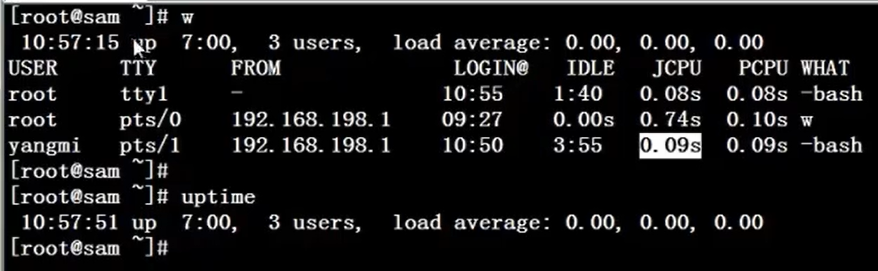 [root@sam ~]# w
 10:57:15 up  7:00,  3 users,  load average: 0.00, 0.00, 0.00
USER     TTY      FROM              LOGIN@   IDLE   JCPU   PCPU WHAT
root     tty1     -                10:55    1:40   0.08s  0.08s -bash
root     pts/0    192.168.198.1    09:27    0.00s  0.74s  0.10s w
yangmi   pts/1    192.168.198.1    10:50    3:55   0.09s  0.09s -bash
[root@sam ~]#
[root@sam ~]# uptime
 10:57:51 up  7:00,  3 users,  load average: 0.00, 0.00, 0.00
[root@sam ~]#